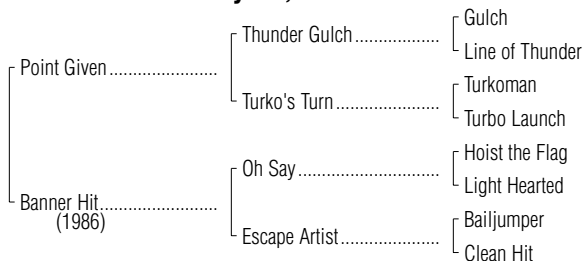 Gulch
Thunder Gulch
Line of Thunder
Point Given
Turkoman
Turko's Turn
Turbo Launch
Hoist the Flag
Oh Say
Light Hearted
Banner Hit
(1986)
Bailjumper
Escape Artist
Clean Hit